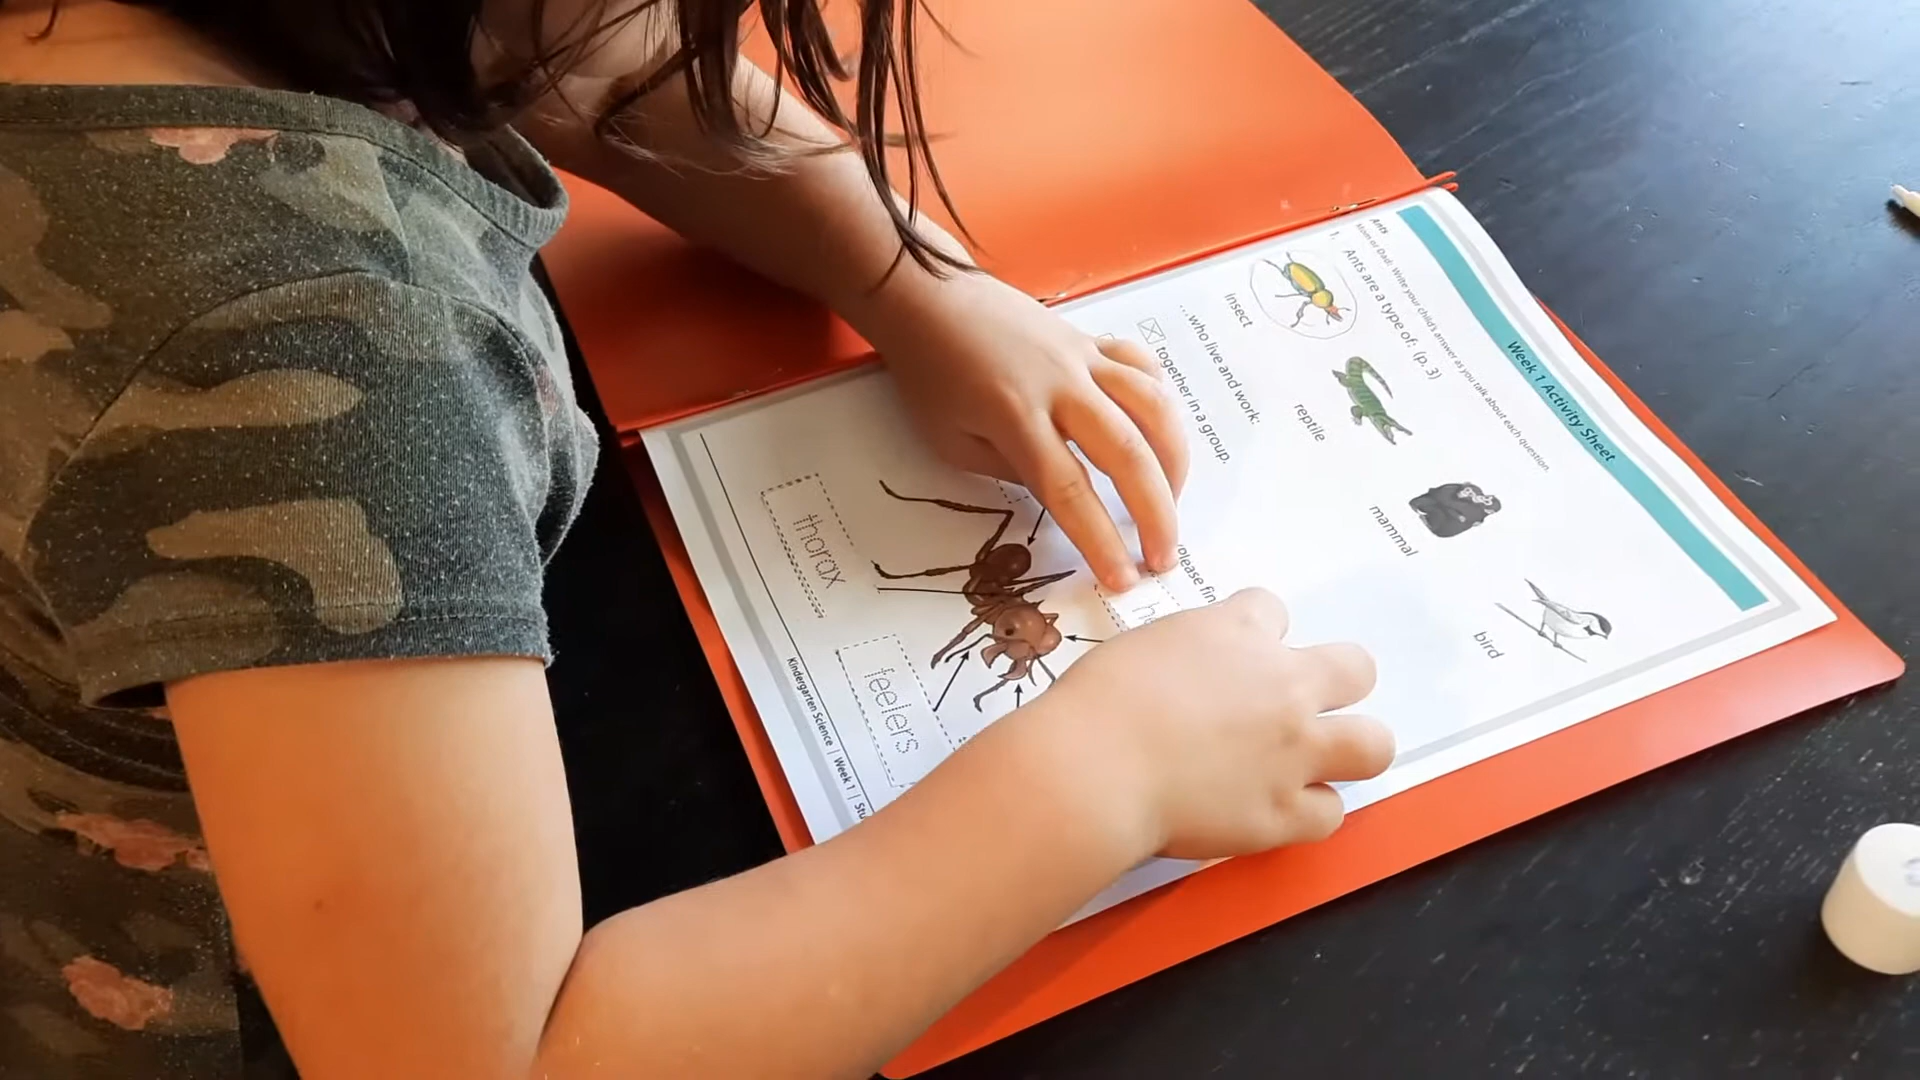 Week 1 Activity Sheet
Ants
Mom or Dad: Write your child's answer as you talk about each question.
1. Ants are a type of: (p. 3)
insect
reptile
mammal
bird
...who live and work:
together in a group.
thorax
feelers
Kindergarten Science | Week 1 |